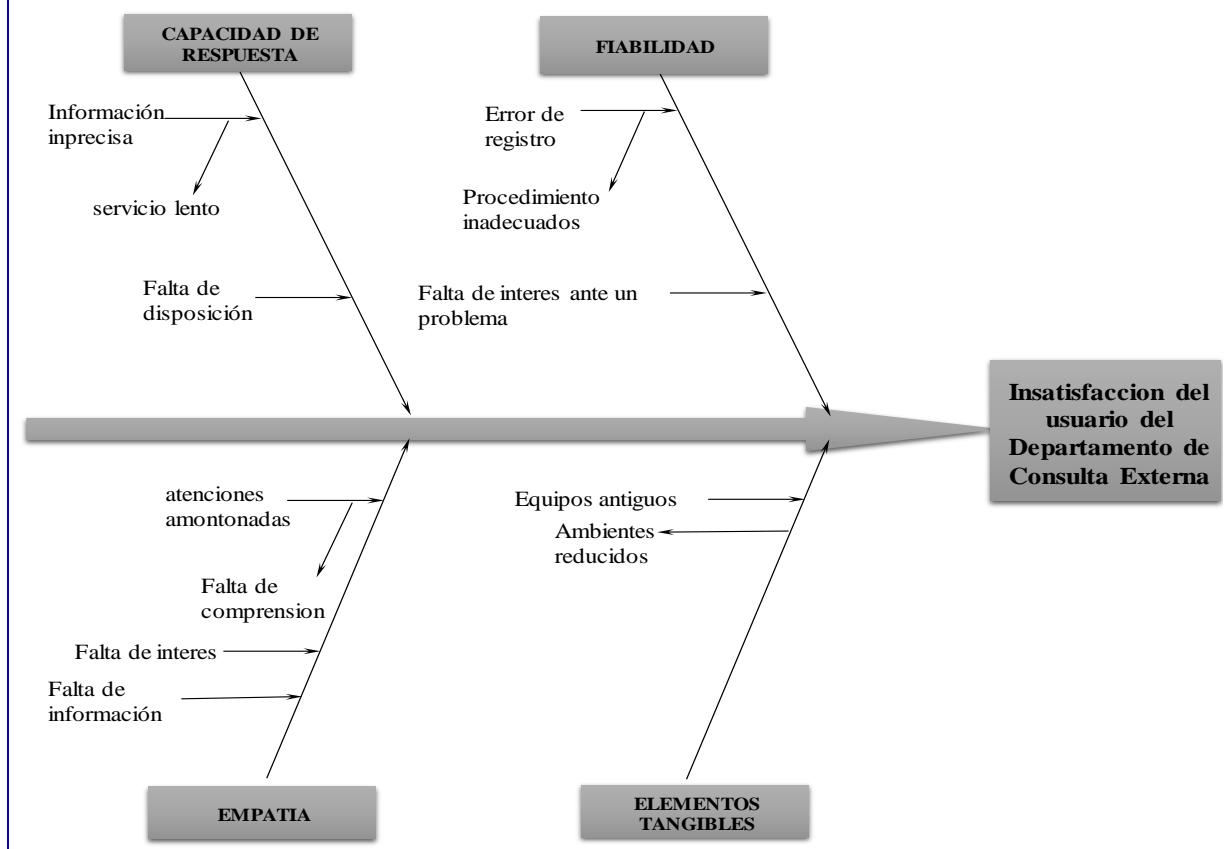 CAPACIDAD DE
RESPUESTA
FIABILIDAD
Información
inprecisa
servicio lento
Falta de
disposición
Error de
registro
Procedimiento
inadecuados
Falta de interes ante un
problema
Insatisfaccion del
usuario del
Departamento de
Consulta Externa
atenciones
amontonadas
Falta de
comprension
Falta de interes
Falta de
información
Equipos antiguos
Ambientes
reducidos
EMPATIA
ELEMENTOS
TANGIBLES